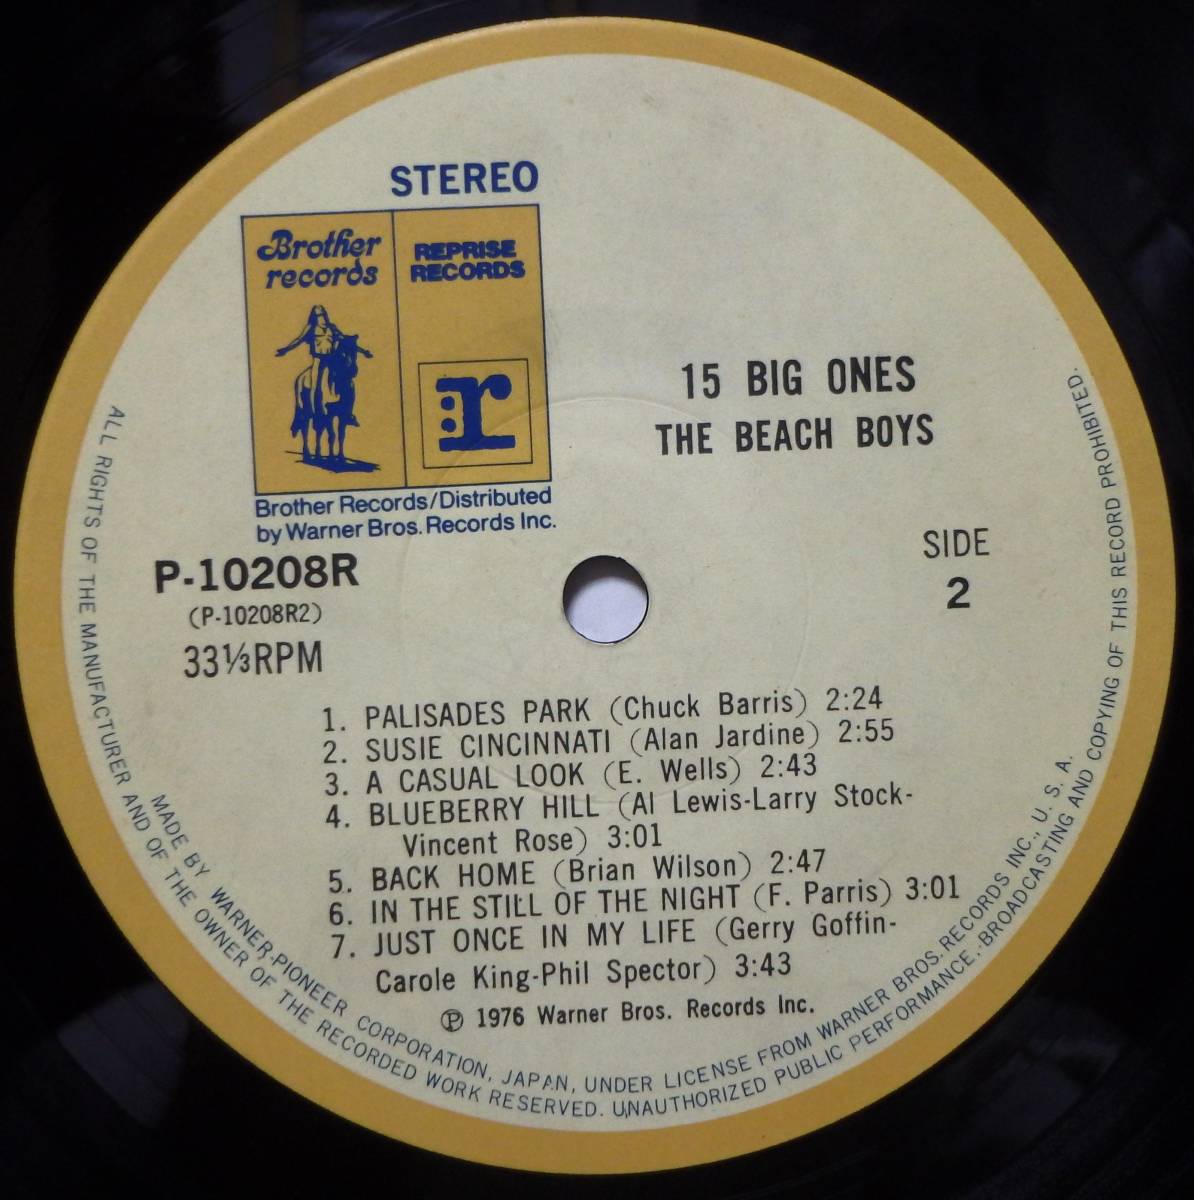 STEREO
Brother
records
REPRISE
RECORDS
r
Brother Records/Distributed
by Warner Bros. Records Inc.
15 BIG ONES
THE BEACH BOYS
P-10208R
(P-10208R2)
33⅓RPM
SIDE
2
1. PALISADES PARK (Chuck Barris) 2:24
2. SUSIE CINCINNATI (Alan Jardine) 2:55
3. A CASUAL LOOK (E. Wells) 2:43
4. BLUEBERRY HILL (Al Lewis-Larry Stock-
Vincent Rose) 3:01
5. BACK HOME (Brian Wilson) 2:47
6. IN THE STILL OF THE NIGHT (F. Parris) 3:01
7. JUST ONCE IN MY LIFE (Gerry Goffin-
Carole King-Phil Spector) 3:43
℗ 1976 Warner Bros. Records Inc.
MADE BY WARNER-PIONEER CORPORATION, JAPAN, UNDER LICENSE FROM WARNER BROS. RECORDS INC., U. S. A.
ALL RIGHTS OF THE MANUFACTURER AND OF THE OWNER OF THE RECORDED WORK RESERVED. UNAUTHORIZED PUBLIC PERFORMANCE, BROADCASTING AND COPYING OF THIS RECORD PROHIBITED.